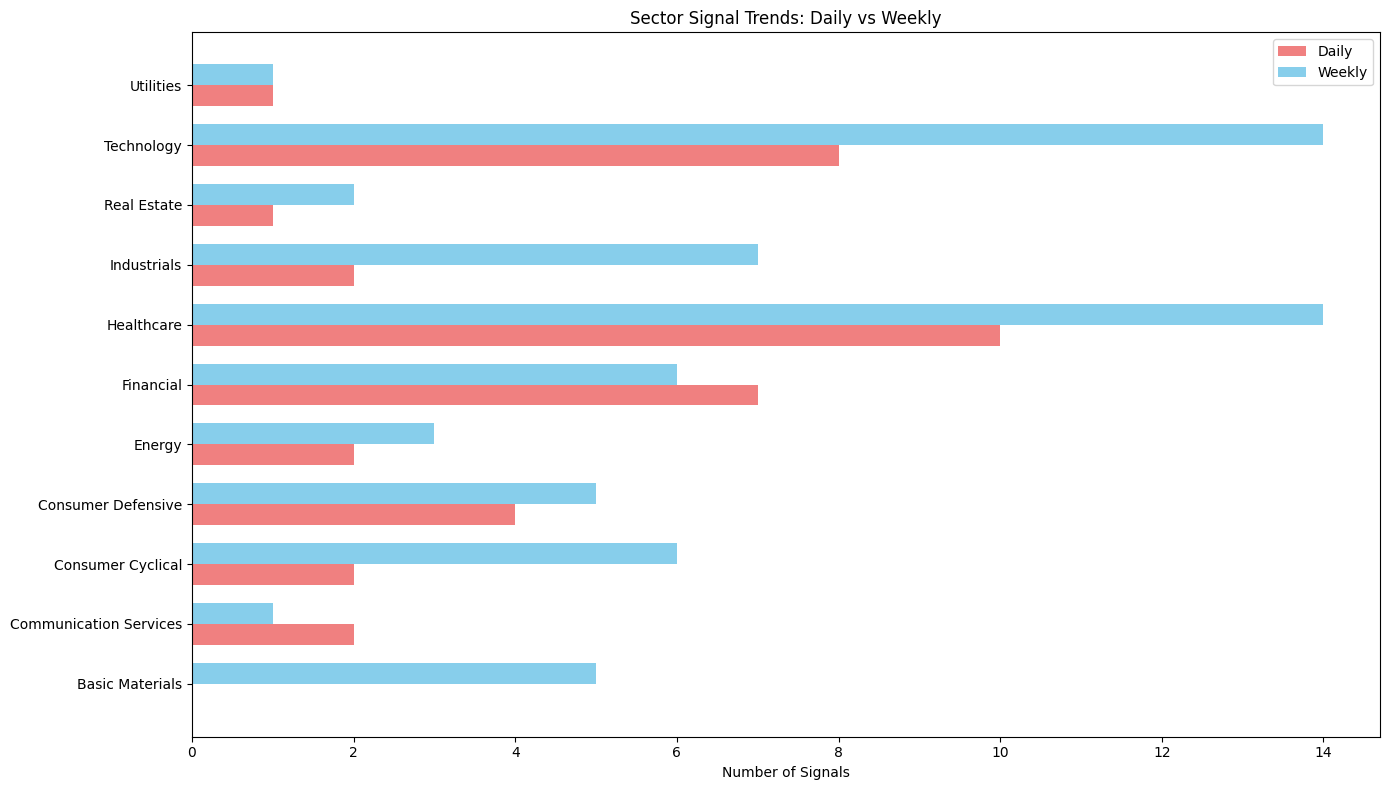 Sector Signal Trends: Daily vs Weekly
Daily
Weekly
Utilities
Technology
Real Estate
Industrials
Healthcare
Financial
Energy
Consumer Defensive
Consumer Cyclical
Communication Services
Basic Materials
0 2 4 6 8 10 12 14
Number of Signals